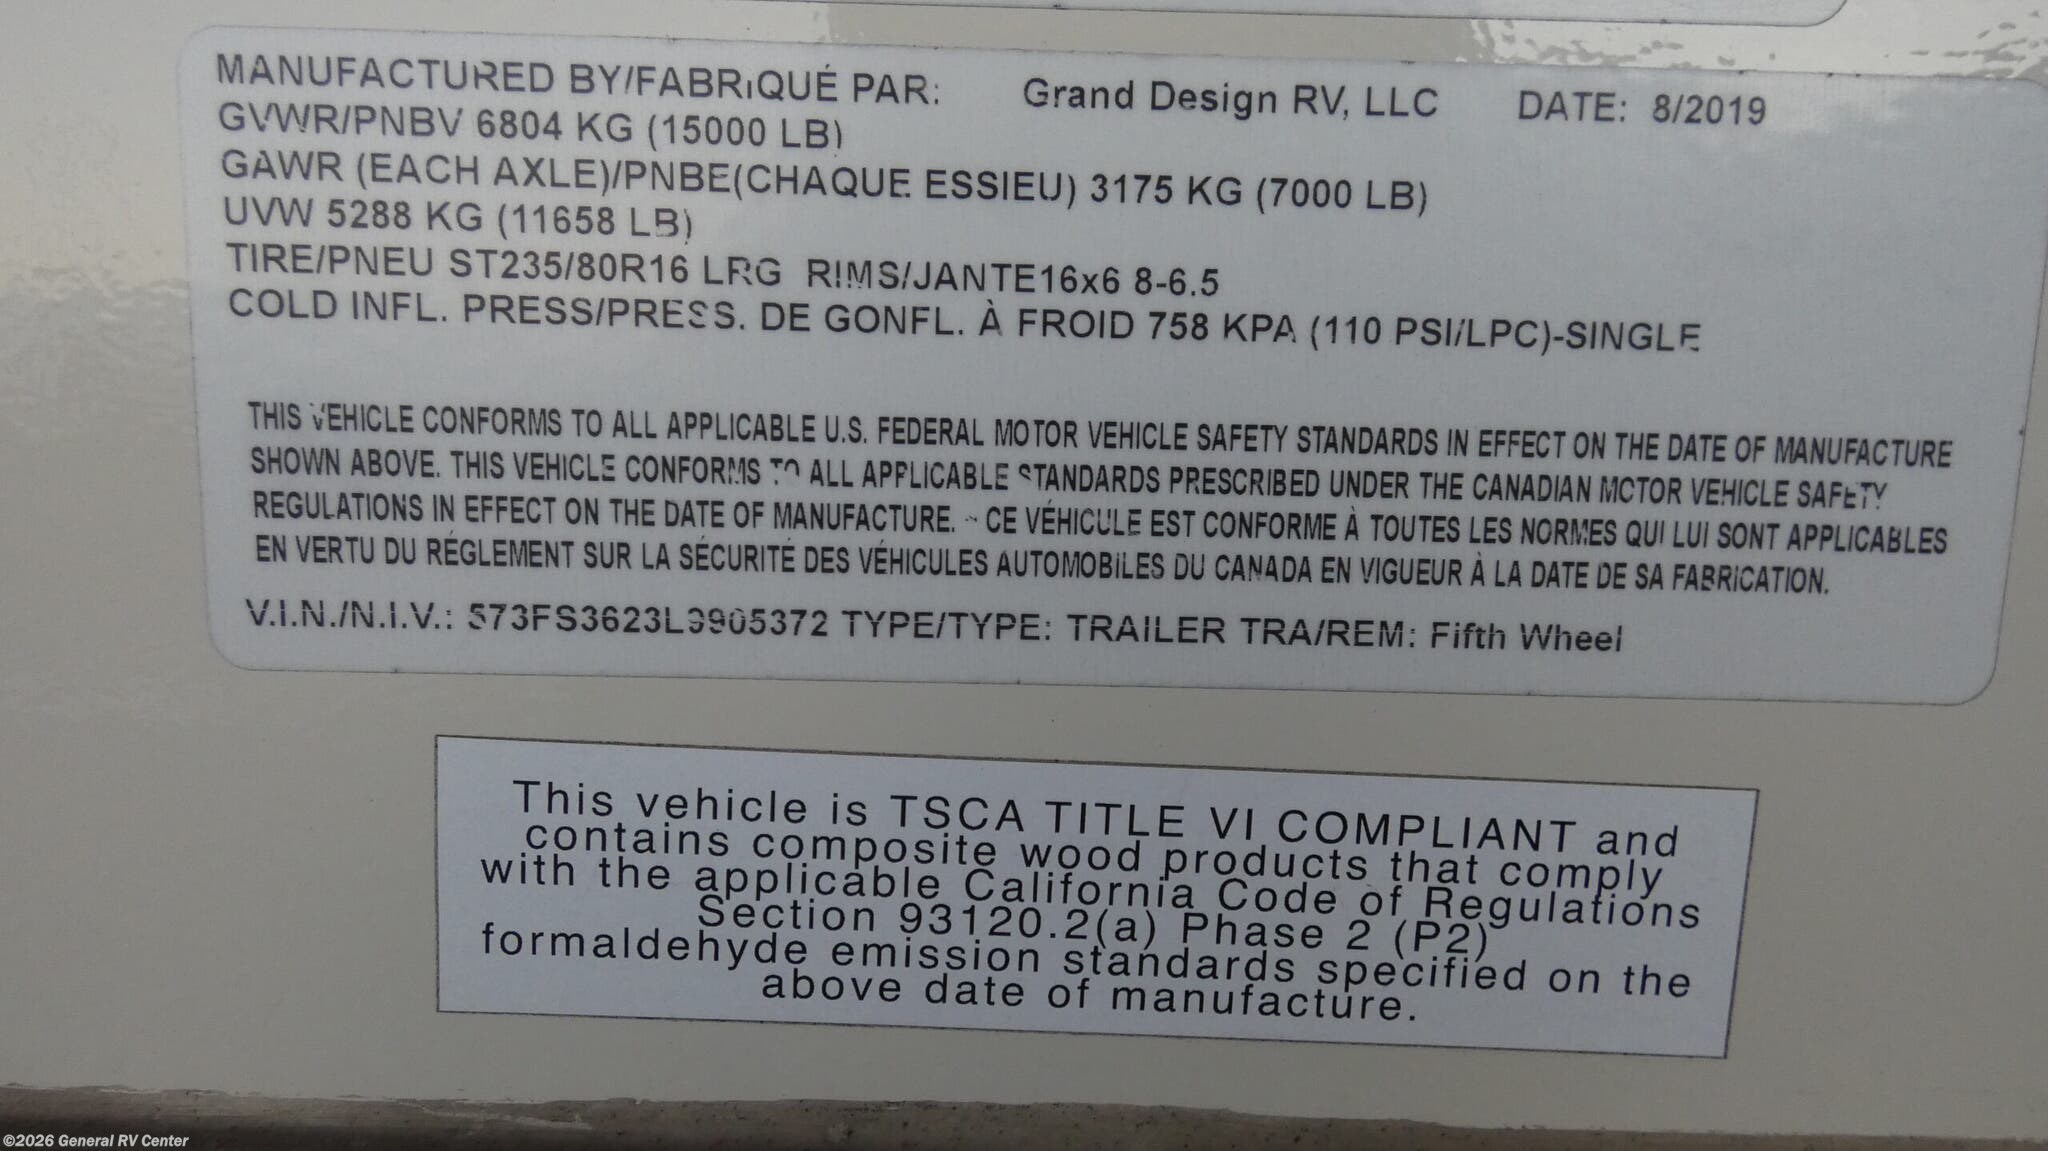 MANUFACTURED BY/FABRIQUÉ PAR: Grand Design RV, LLC DATE: 8/2019
GVWR/PNBV 6804 KG (15000 LB)
GAWR (EACH AXLE)/PNBE(CHAQUE ESSIEU) 3175 KG (7000 LB)
UVW 5288 KG (11658 LB)
TIRE/PNEU ST235/80R16 LRG RIMS/JANTE16x6 8-6.5
COLD INFL. PRESS/PRESS. DE GONFL. À FROID 758 KPA (110 PSI/LPC)-SINGLE
THIS VEHICLE CONFORMS TO ALL APPLICABLE U.S. FEDERAL MOTOR VEHICLE SAFETY STANDARDS IN EFFECT ON THE DATE OF MANUFACTURE
SHOWN ABOVE. THIS VEHICLE CONFORMS TO ALL APPLICABLE STANDARDS PRESCRIBED UNDER THE CANADIAN MOTOR VEHICLE SAFETY
REGULATIONS IN EFFECT ON THE DATE OF MANUFACTURE. - CE VÉHICULE EST CONFORME À TOUTES LES NORMES QUI LUI SONT APPLICABLES
EN VERTU DU RÉGLEMENT SUR LA SÉCURITÉ DES VÉHICULES AUTOMOBILES DU CANADA EN VIGUEUR À LA DATE DE SA FABRICATION.
V.I.N./N.I.V.: 573FS3623L9905372 TYPE/TYPE: TRAILER TRA/REM: Fifth Wheel
This vehicle is TSCA TITLE VI COMPLIANT and
contains composite wood products that comply
with the applicable California Code of Regulations
Section 93120.2(a) Phase 2 (P2)
formaldehyde emission standards specified on the
above date of manufacture.
©2026 General RV Center